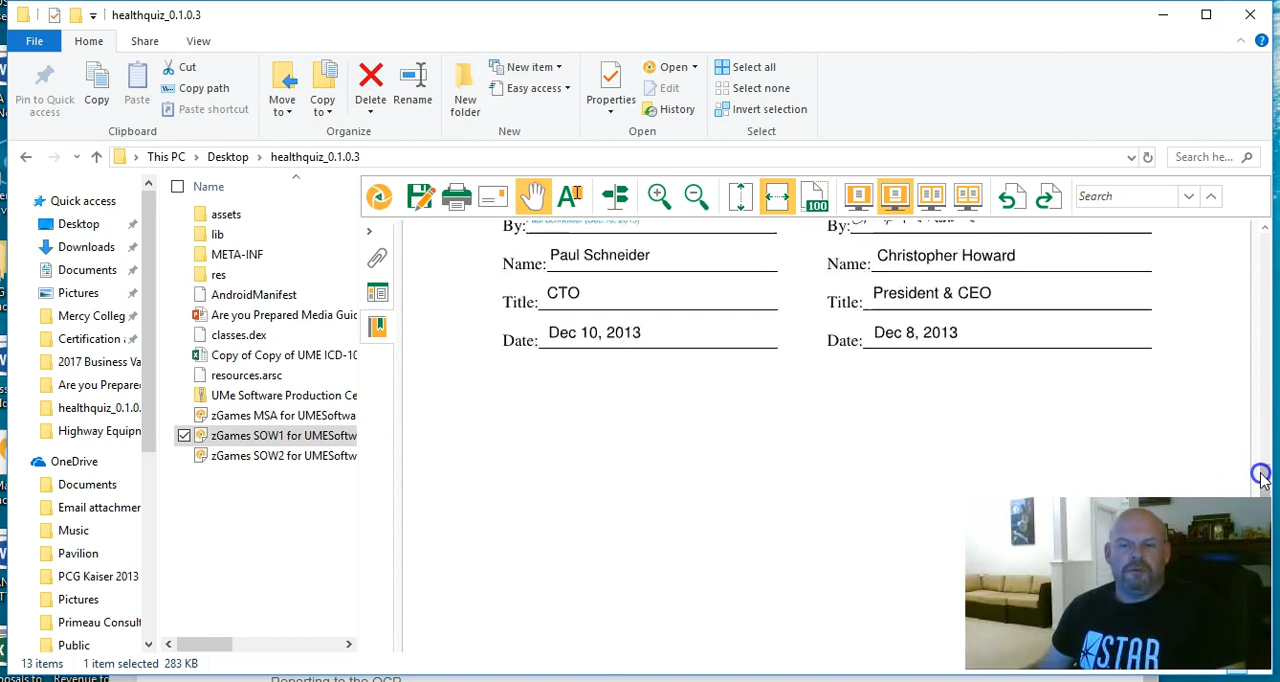 healthquiz_0.1.0.3
File Home Share View
Pin to Quick access
Copy
Paste
Cut
Copy path
Paste shortcut
Clipboard
Move to
Copy to
Delete
Rename
Organize
New folder
New item
Easy access
New
Properties
Open
Edit
History
Open
Select all
Select none
Invert selection
Select
This PC > Desktop > healthquiz_0.1.0.3
Search he...
Quick access
Desktop
Downloads
Documents
Pictures
Mercy Colleg
Certification
2017 Business Va
Are you Prepare
healthquiz_0.1.0.
Highway Equipn
OneDrive
Documents
Email attachmer
Music
Pavilion
PCG Kaiser 2013
Pictures
Primeau Consult
Public
Name
assets
lib
META-INF
res
AndroidManifest
Are you Prepared Media Guid
classes.dex
Copy of Copy of UME ICD-10
resources.arsc
UMe Software Production Ce
zGames MSA for UMESoftwa
zGames SOW1 for UMESoftw
zGames SOW2 for UMESoftw
100
Search
By:
Name: Paul Schneider
Title: CTO
Date: Dec 10, 2013
By:
Name: Christopher Howard
Title: President & CEO
Date: Dec 8, 2013
STAR
13 items 1 item selected 283 KB
Reporting to the OCR